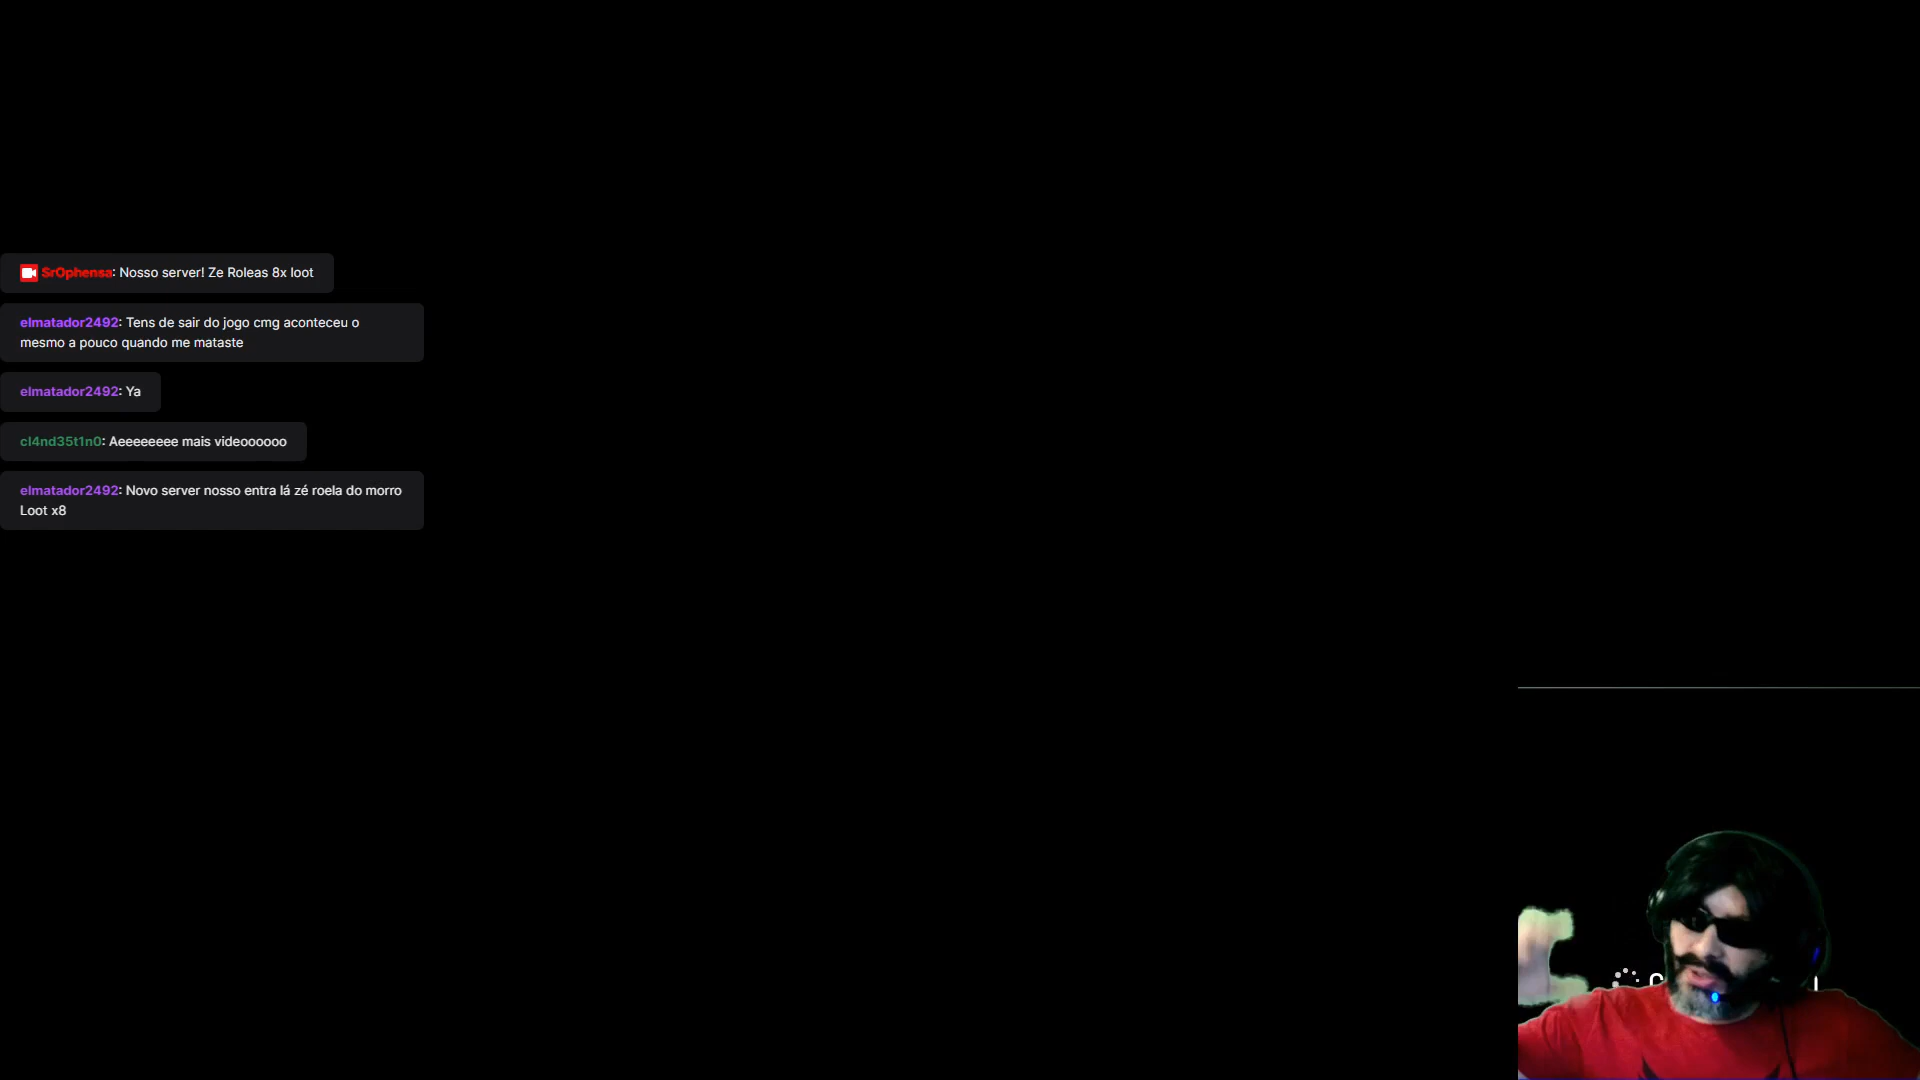 SrOphensa: Nosso server! Ze Roleas 8x loot
elmatador2492: Tens de sair do jogo cmg aconteceu o
mesmo a pouco quando me mataste
elmatador2492: Ya
cl4nd35t1n0: Aeeeeeeee mais videoooooo
elmatador2492: Novo server nosso entra lá zé roela do morro
Loot x8